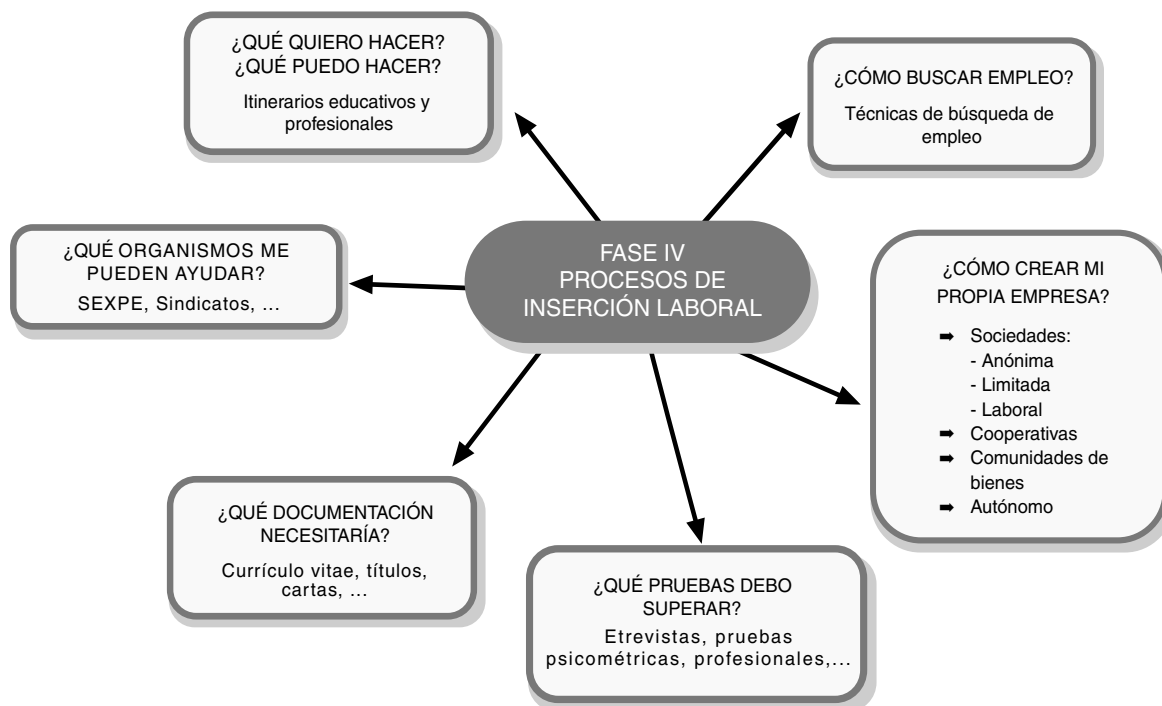 ¿QUÉ QUIERO HACER?
¿QUÉ PUEDO HACER?
Itinerarios educativos y
profesionales
¿CÓMO BUSCAR EMPLEO?
Técnicas de búsqueda de
empleo
¿QUÉ ORGANISMOS ME
PUEDEN AYUDAR?
SEXPE, Sindicatos, ...
FASE IV
PROCESOS DE
INSERCIÓN LABORAL
¿CÓMO CREAR MI
PROPIA EMPRESA?
➡ Sociedades:
- Anónima
- Limitada
- Laboral
➡ Cooperativas
➡ Comunidades de
bienes
➡ Autónomo
¿QUÉ DOCUMENTACIÓN
NECESITARÍA?
Currículo vitae, títulos,
cartas, ...
¿QUÉ PRUEBAS DEBO
SUPERAR?
Etrevistas, pruebas
psicométricas, profesionales,...